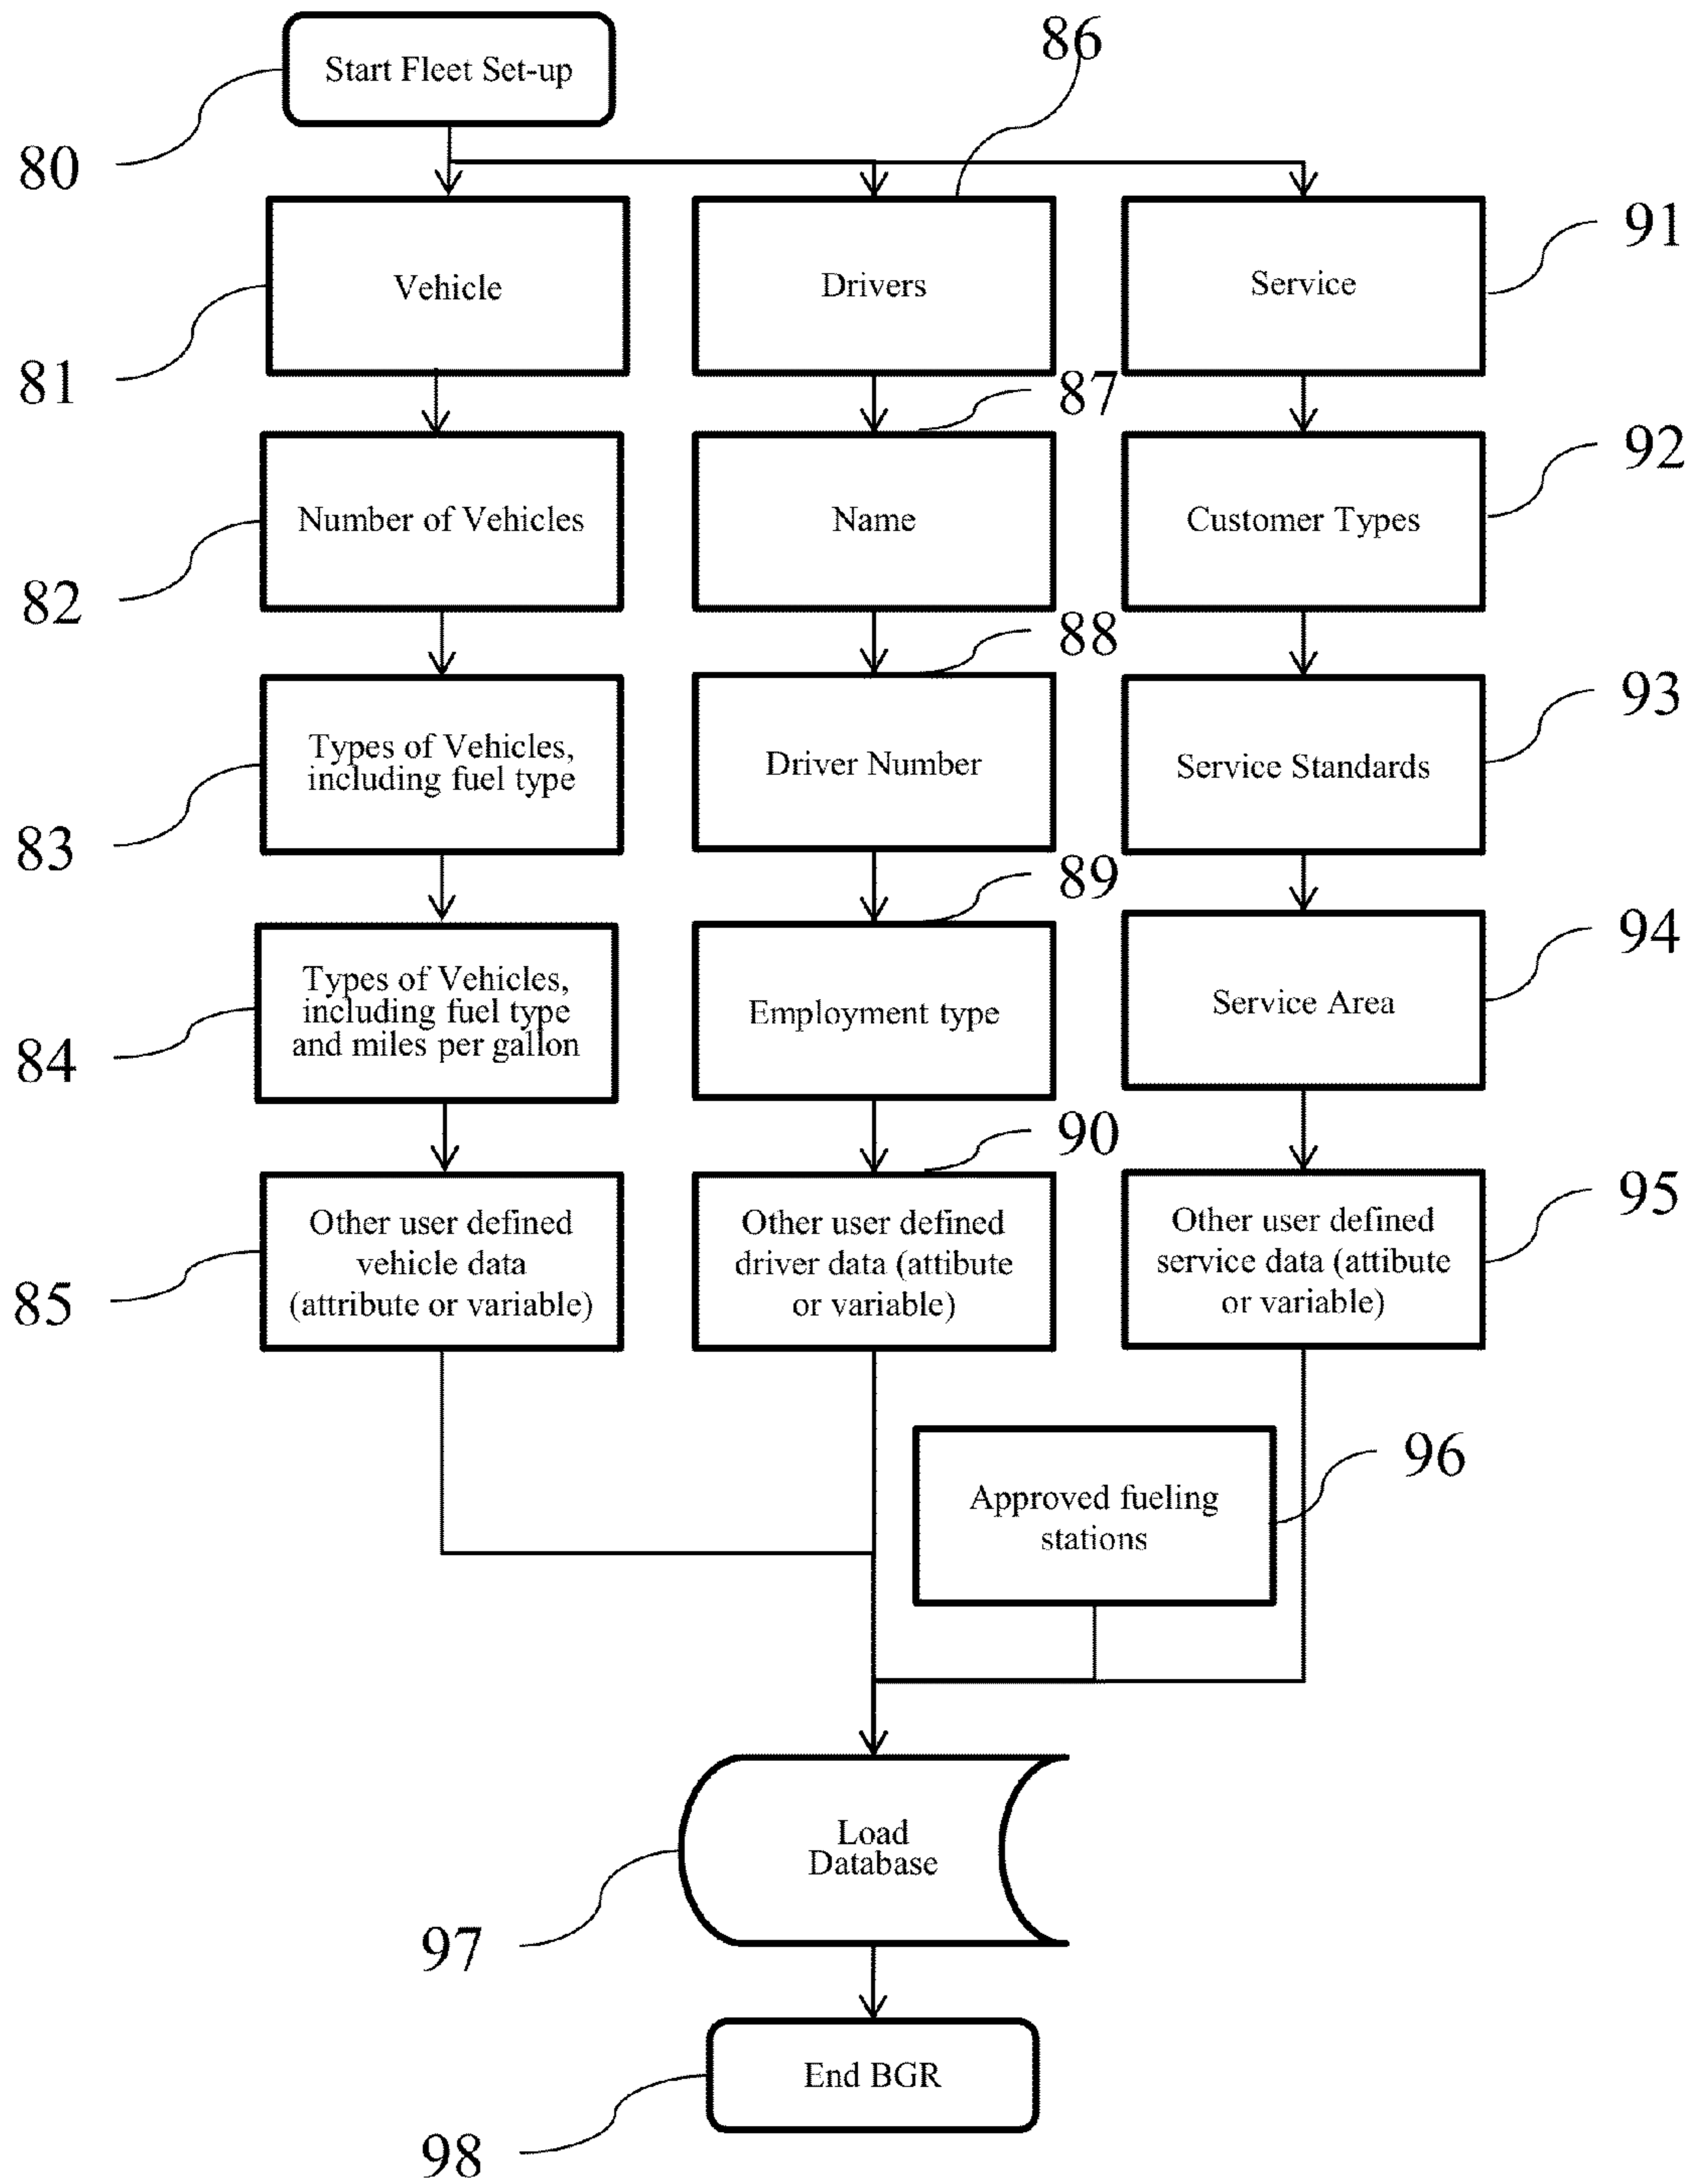 Start Fleet Set-up
86
80
Vehicle
Drivers
Service
91
81
87
Number of Vehicles
Name
Customer Types
92
82
88
Types of Vehicles,
including fuel type
Driver Number
Service Standards
93
83
89
Types of Vehicles,
including fuel type
and miles per gallon
Employment type
Service Area
94
84
90
Other user defined
vehicle data
(attribute or variable)
Other user defined
driver data (attibute
or variable)
Other user defined
service data (attibute
or variable)
95
85
Approved fueling
stations
96
Load
Database
97
End BGR
98